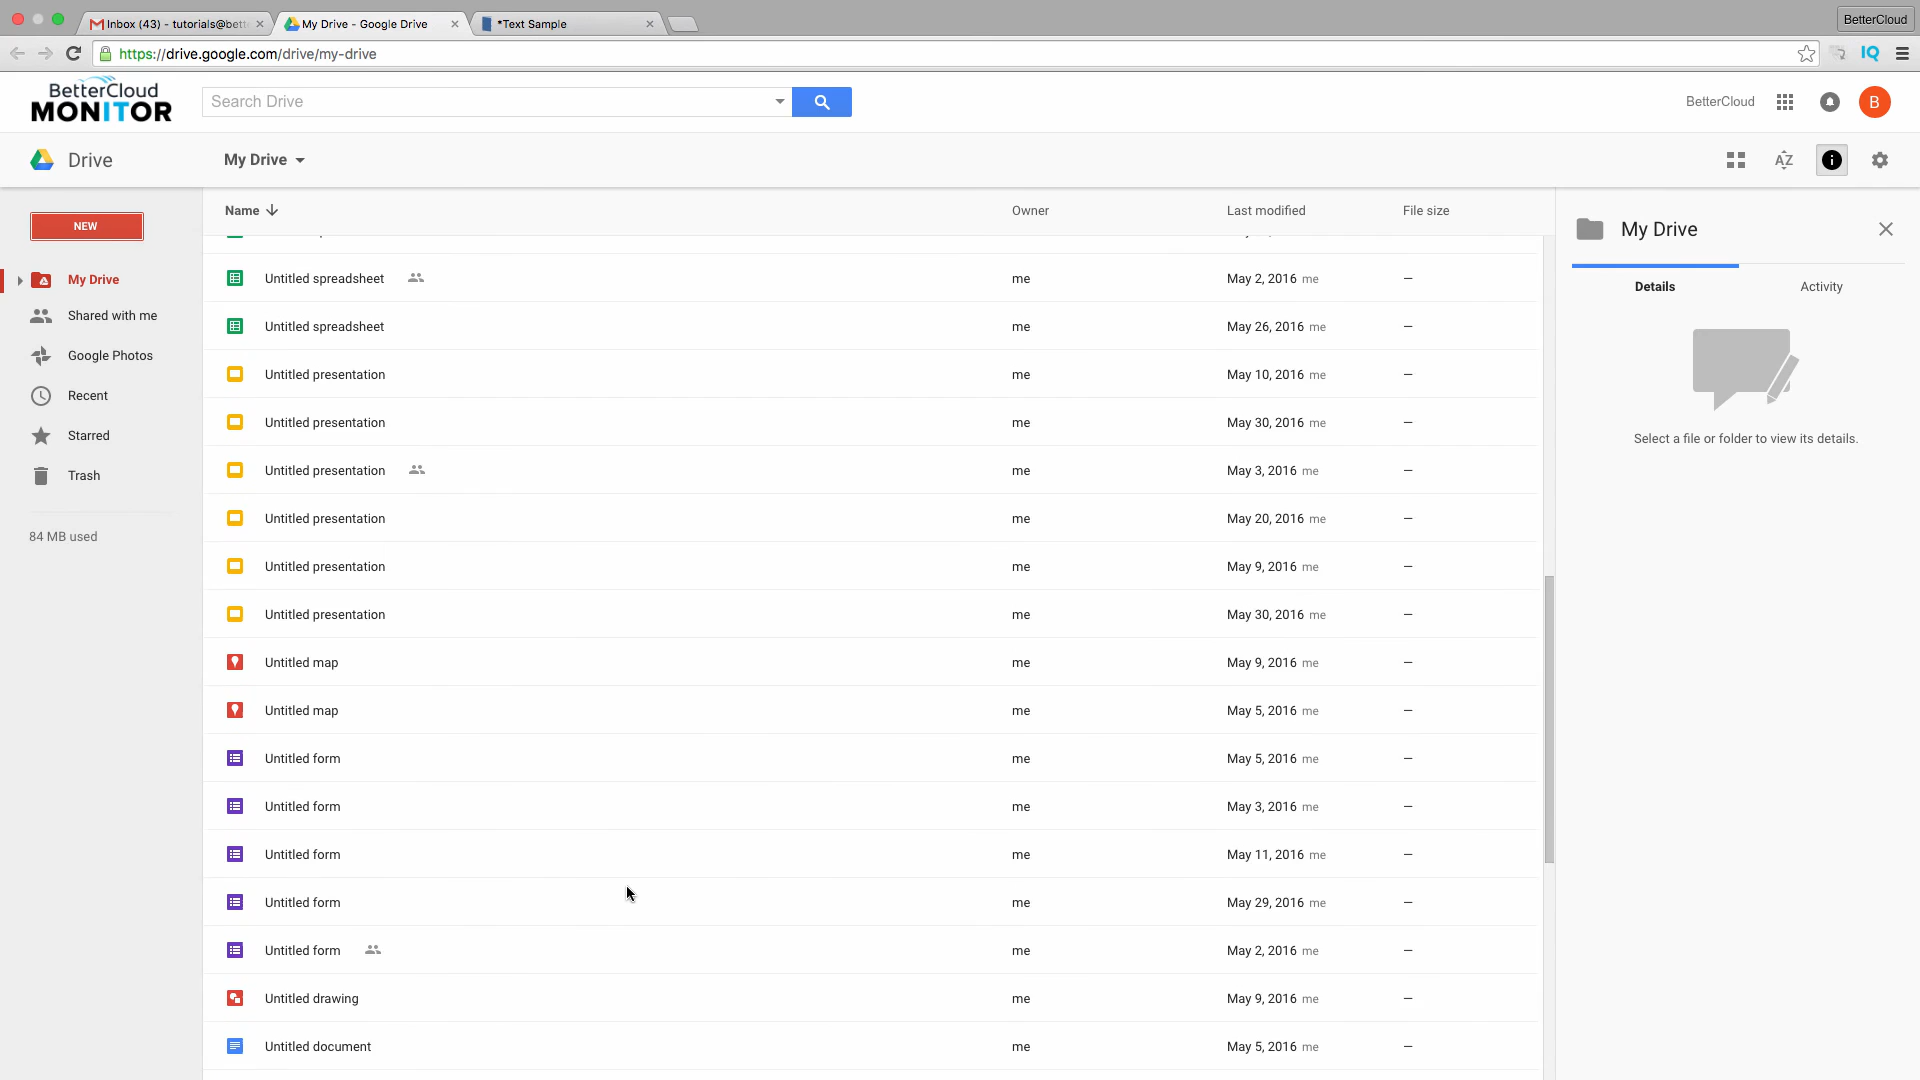 Inbox (43) - tutorials@bett
My Drive - Google Drive
*Text Sample
BetterCloud
https://drive.google.com/drive/my-drive
IQ
BetterCloud
MONITOR
Search Drive
BetterCloud
B
Drive
My Drive
AZ
NEW
My Drive
Shared with me
Google Photos
Recent
Starred
Trash
84 MB used
Name Owner Last modified File size
Untitled spreadsheet me May 2, 2016 me —
Untitled spreadsheet me May 26, 2016 me —
Untitled presentation me May 10, 2016 me —
Untitled presentation me May 30, 2016 me —
Untitled presentation me May 3, 2016 me —
Untitled presentation me May 20, 2016 me —
Untitled presentation me May 9, 2016 me —
Untitled presentation me May 30, 2016 me —
Untitled map me May 9, 2016 me —
Untitled map me May 5, 2016 me —
Untitled form me May 5, 2016 me —
Untitled form me May 3, 2016 me —
Untitled form me May 11, 2016 me —
Untitled form me May 29, 2016 me —
Untitled form me May 2, 2016 me —
Untitled drawing me May 9, 2016 me —
Untitled document me May 5, 2016 me —
My Drive
Details Activity
Select a file or folder to view its details.